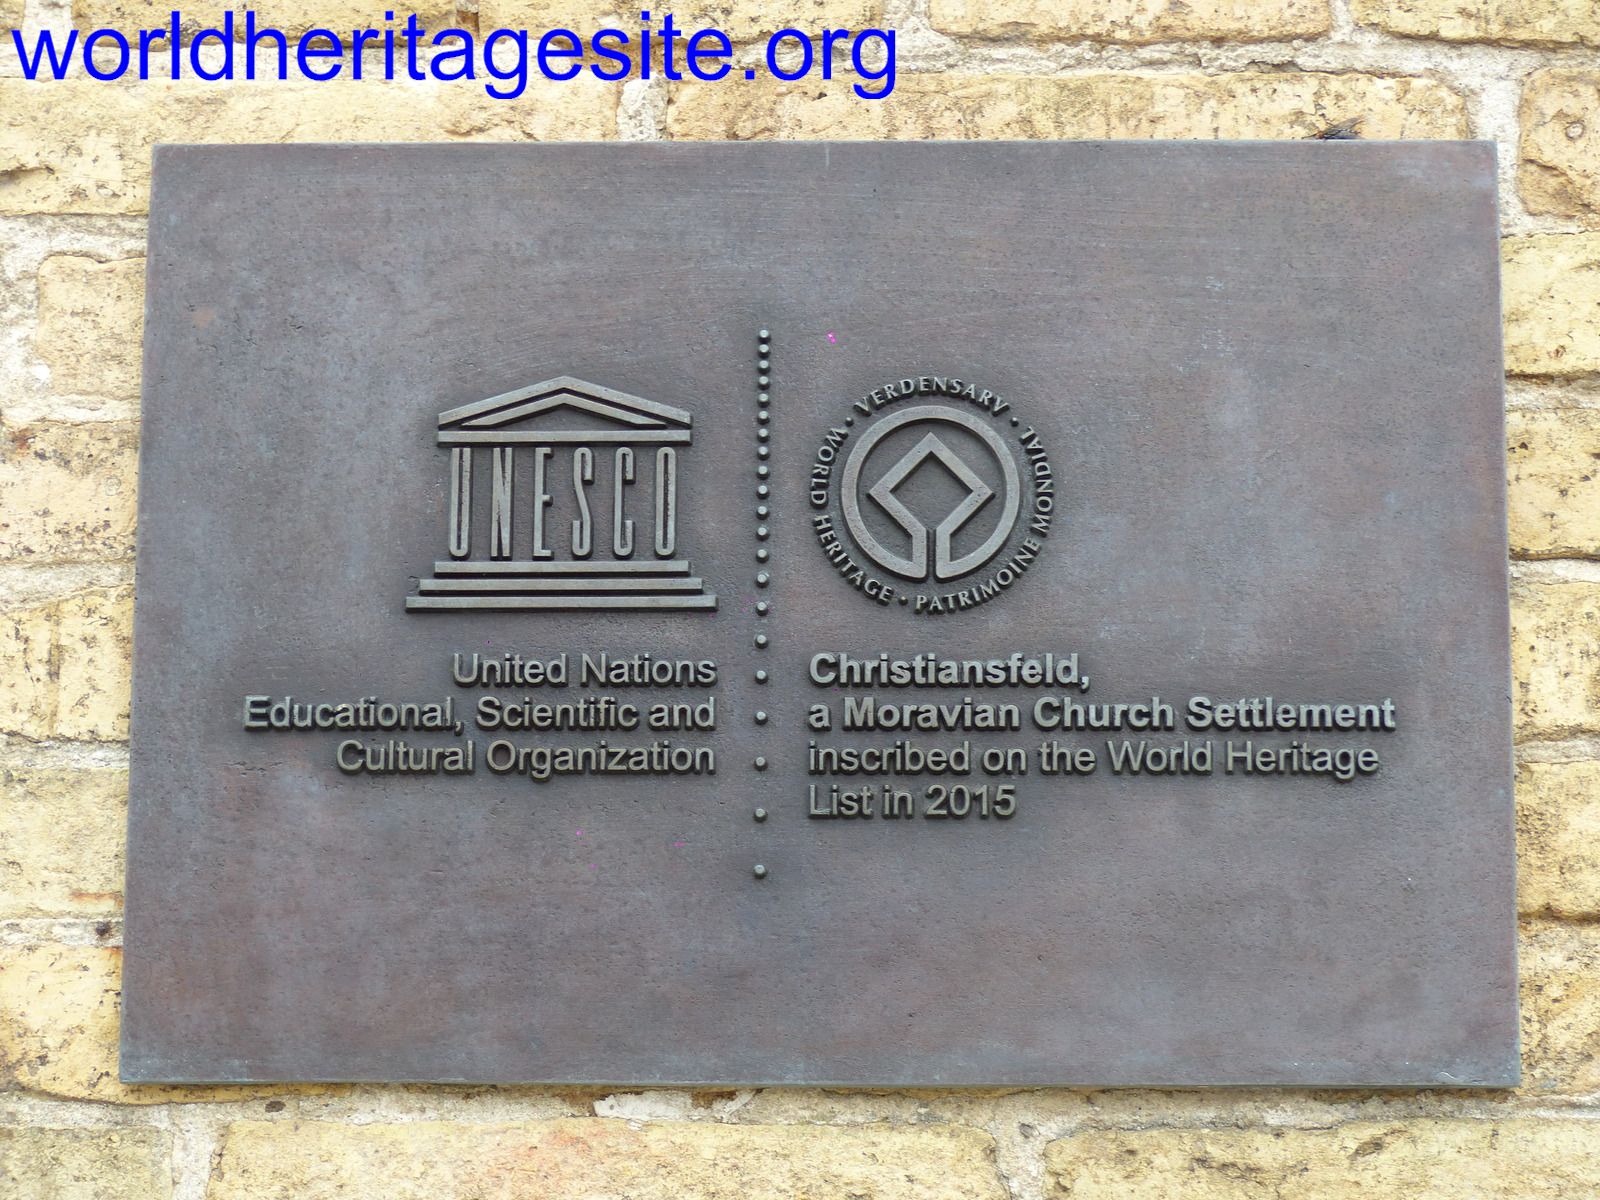 worldheritagesite.org
UNESCO
United Nations
Educational, Scientific and
Cultural Organization
VERDENSARV · PATRIMOINE MONDIAL · WORLD HERITAGE ·
Christiansfeld,
a Moravian Church Settlement
inscribed on the World Heritage
List in 2015